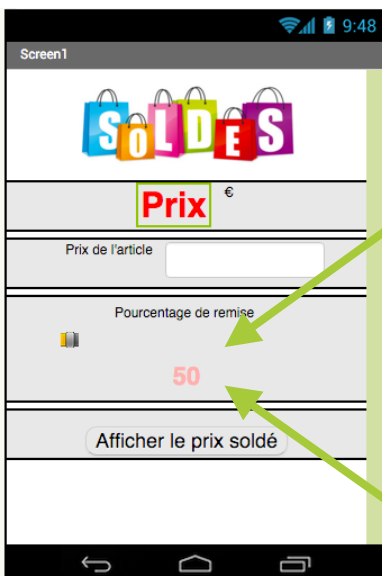 9:48
Screen1
SOLDES
Prix €
Prix de l'article
Pourcentage de remise
50
Afficher le prix soldé